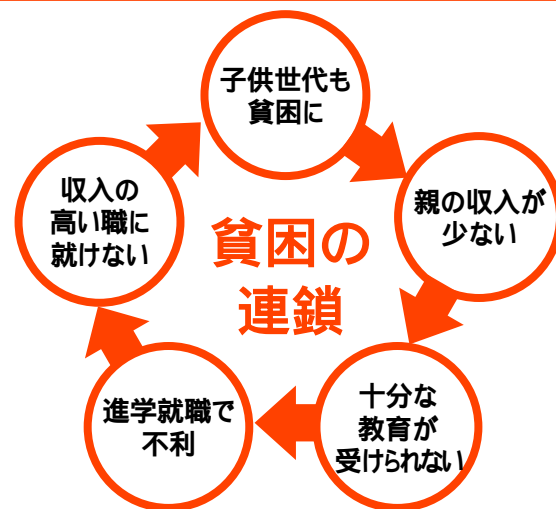 子供世代も
貧困に
親の収入が
少ない
十分な
教育が
受けられない
進学就職で
不利
収入の
高い職に
就けない
貧困の
連鎖